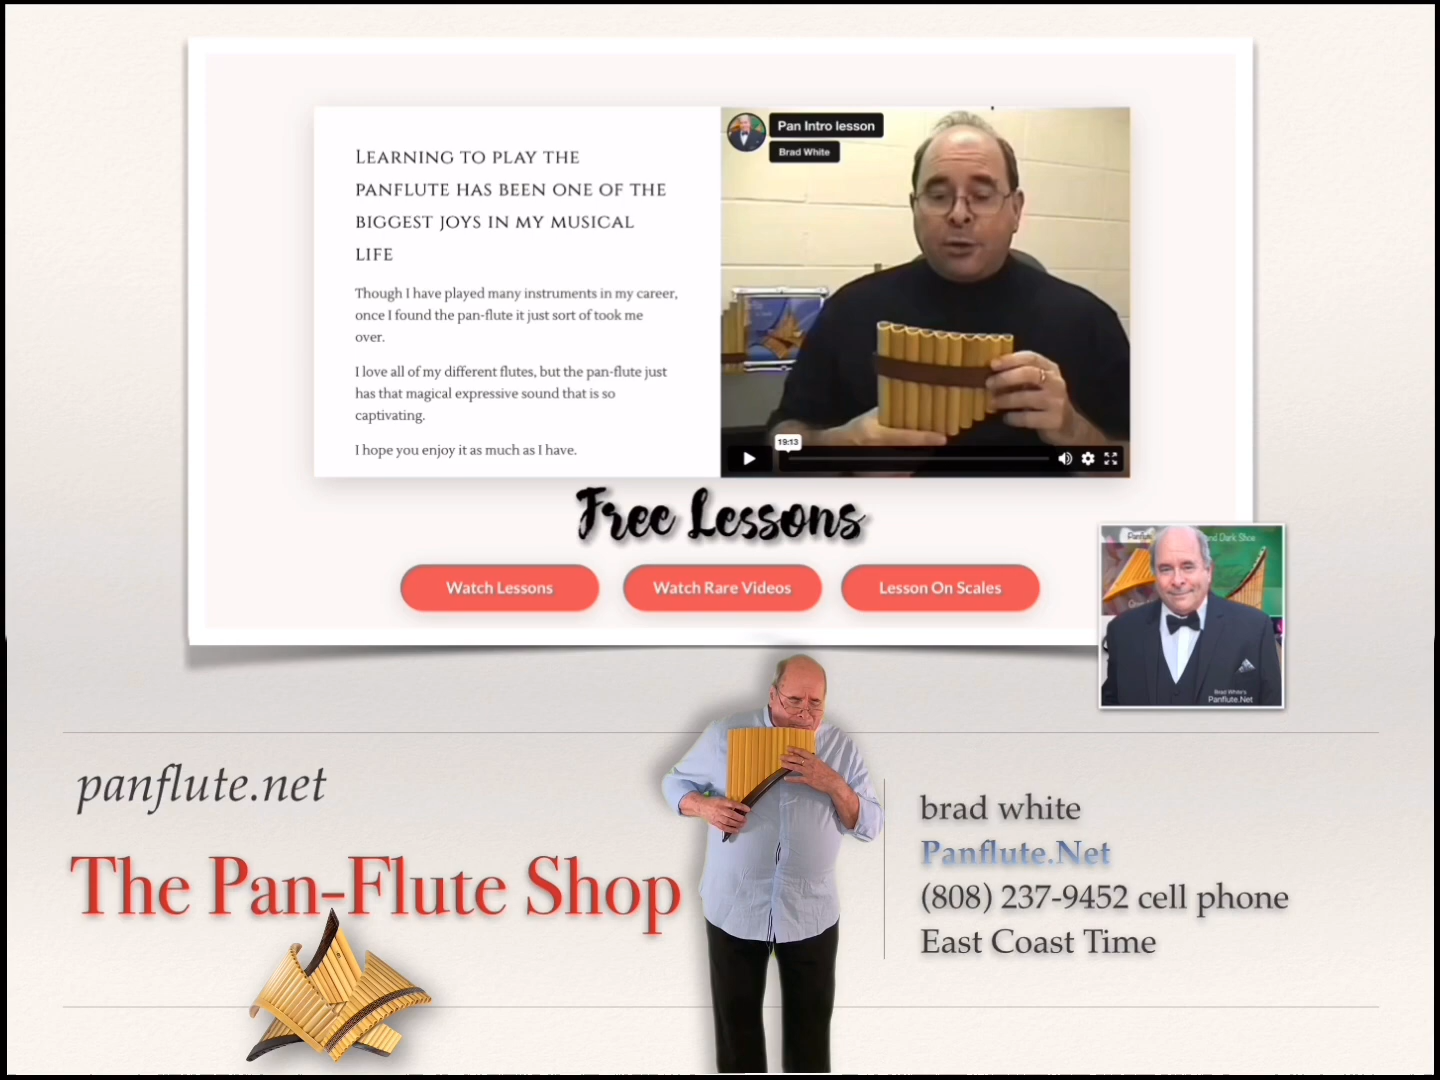 Learning to play the
panflute has been one of the
biggest joys in my musical
life
Though I have played many instruments in my career,
once I found the pan-flute it just sort of took me
over.
I love all of my different flutes, but the pan-flute just
has that magical expressive sound that is so
captivating.
I hope you enjoy it as much as I have.
Pan Intro lesson
Brad White
19:13
Free Lessons
Watch Lessons
Watch Rare Videos
Lesson On Scales
and Dark Shoe
Brad White's
Panflute.Net
panflute.net
The Pan-Flute Shop
brad white
Panflute.Net
(808) 237-9452 cell phone
East Coast Time